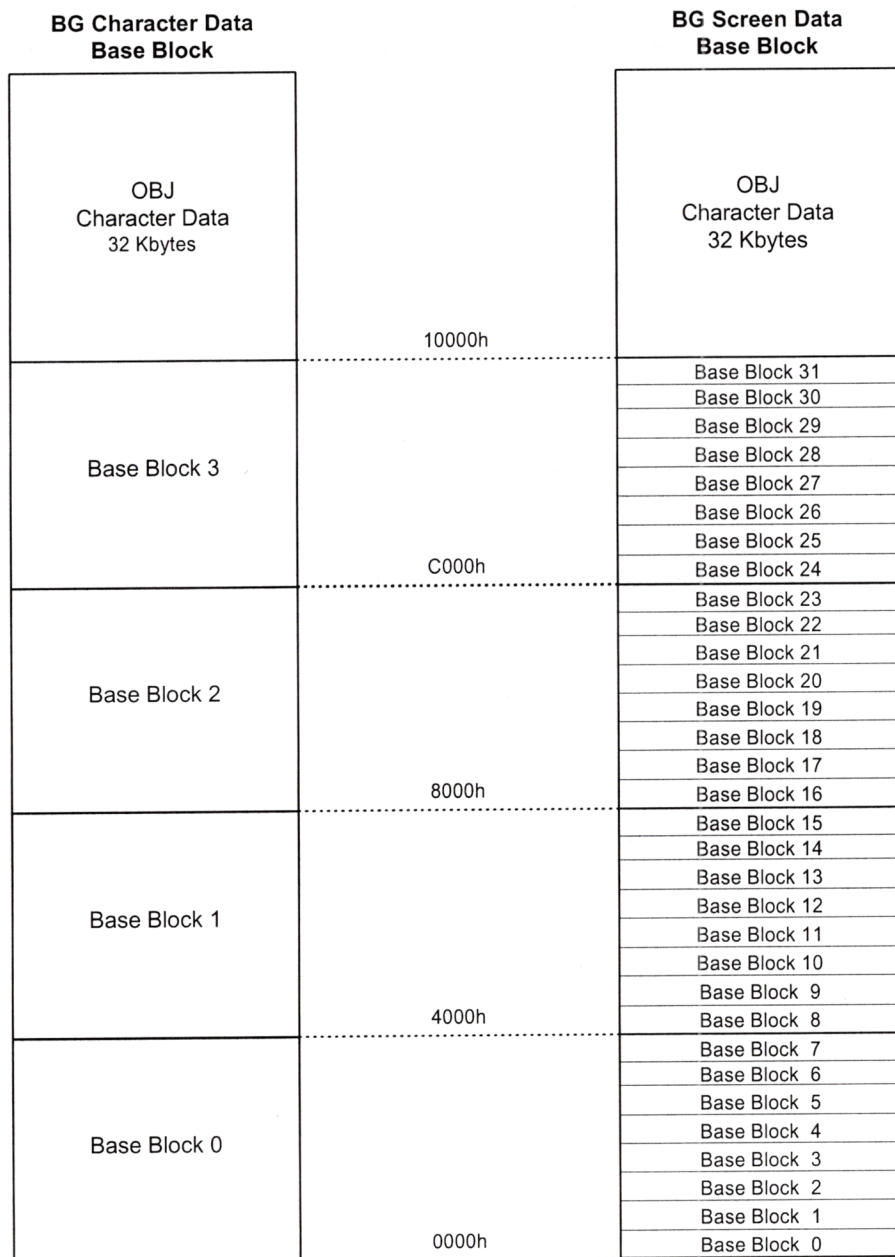 BG Character Data
Base Block
BG Screen Data
Base Block
OBJ
Character Data
32 Kbytes
OBJ
Character Data
32 Kbytes
10000h
Base Block 3
C000h
Base Block 2
8000h
Base Block 1
4000h
Base Block 0
0000h
Base Block 31
Base Block 30
Base Block 29
Base Block 28
Base Block 27
Base Block 26
Base Block 25
Base Block 24
Base Block 23
Base Block 22
Base Block 21
Base Block 20
Base Block 19
Base Block 18
Base Block 17
Base Block 16
Base Block 15
Base Block 14
Base Block 13
Base Block 12
Base Block 11
Base Block 10
Base Block 9
Base Block 8
Base Block 7
Base Block 6
Base Block 5
Base Block 4
Base Block 3
Base Block 2
Base Block 1
Base Block 0